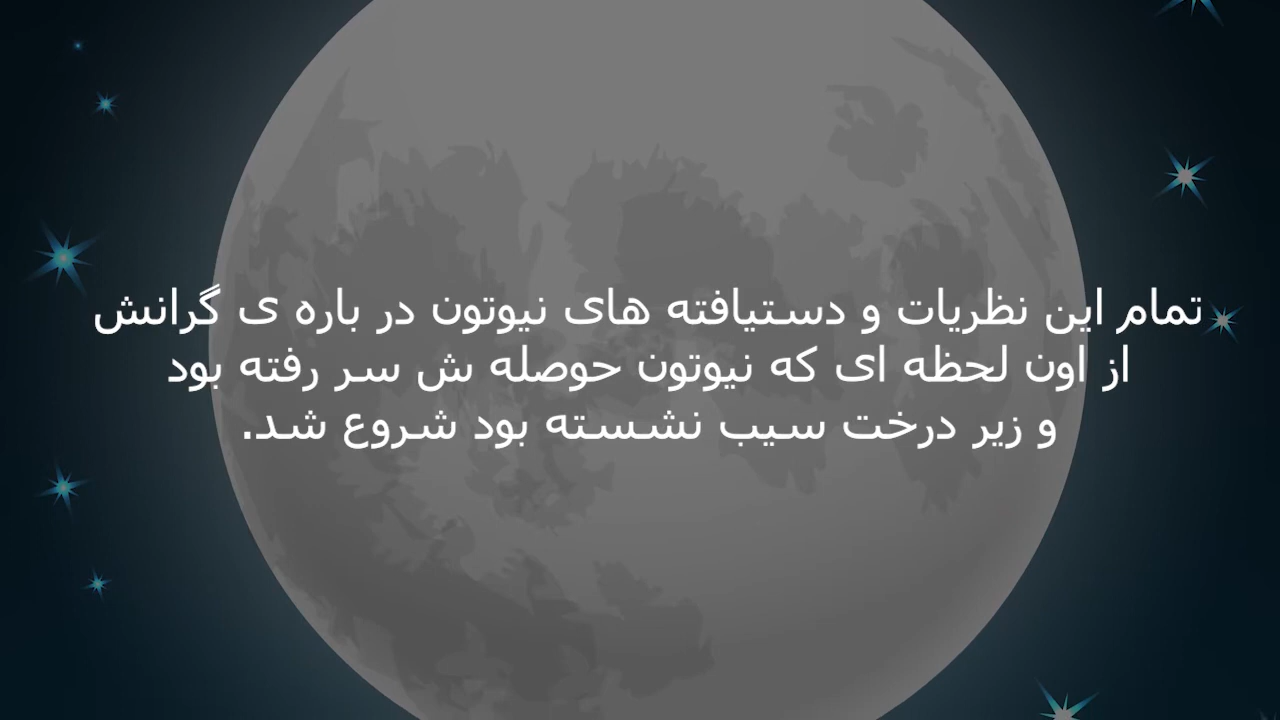 تمام این نظریات و دستیافته های نیوتون در باره ی گرانش
از اون لحظه ای که نیوتون حوصله ش سر رفته بود
و زیر درخت سیب نشسته بود شروع شد.